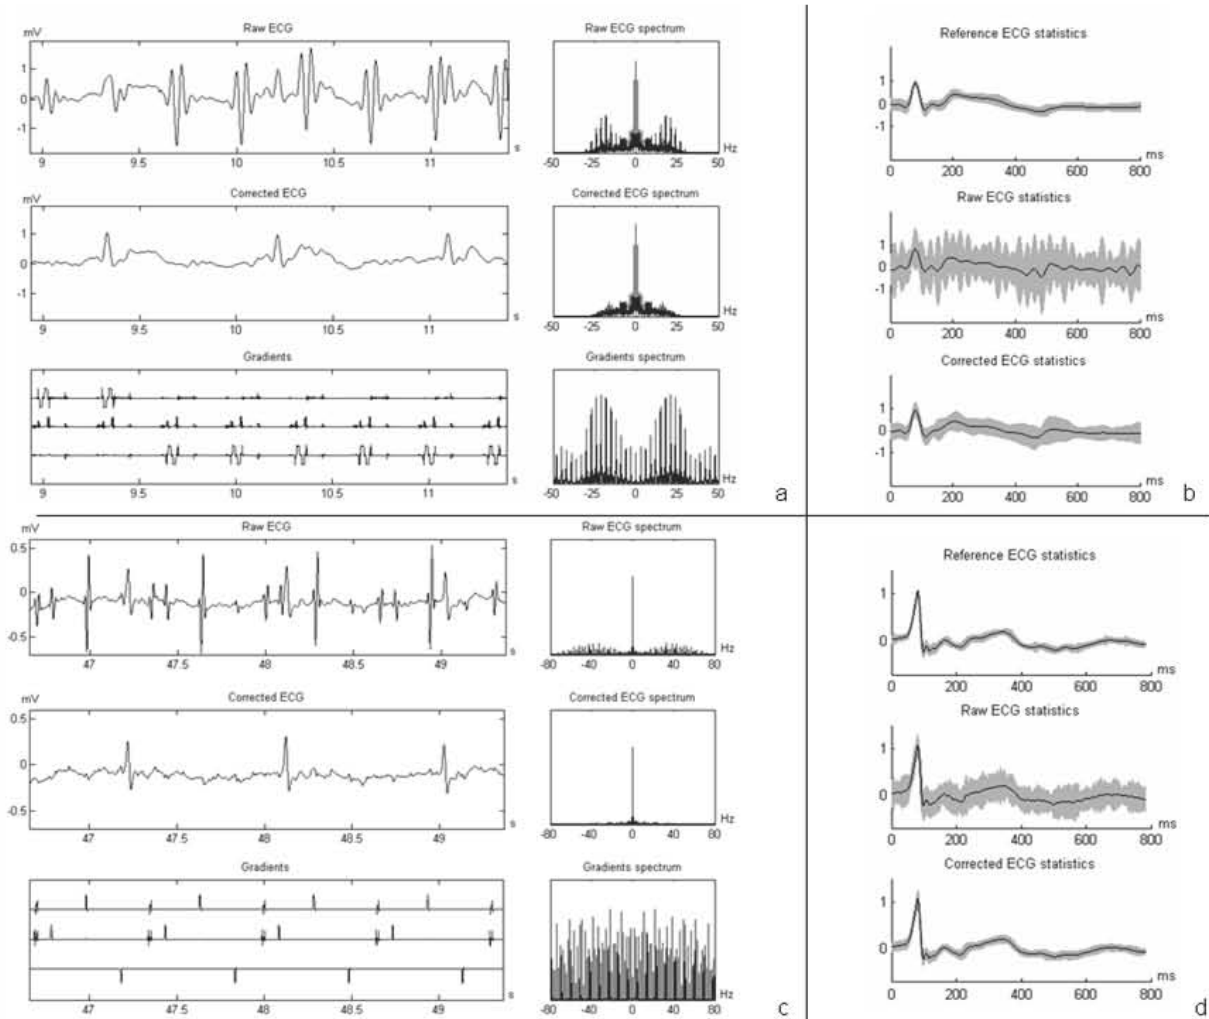 Raw ECG
mV
1
0
-1
9 9.5 10 10.5 11
s
Raw ECG spectrum
-50 -25 0 25 50
Hz
Corrected ECG
mV
1
0
-1
9 9.5 10 10.5 11
s
Corrected ECG spectrum
-50 -25 0 25 50
Hz
Gradients
9 9.5 10 10.5 11
s
Gradients spectrum
-50 -25 0 25 50
Hz
a
Reference ECG statistics
1
0
-1
ms
0 200 400 600 800
Raw ECG statistics
1
0
-1
ms
0 200 400 600 800
Corrected ECG statistics
1
0
-1
ms
0 200 400 600 800
b
Raw ECG
mV
0.5
0
-0.5
47 47.5 48 48.5 49
s
Raw ECG spectrum
-80 -40 0 40 80
Hz
Corrected ECG
mV
0.5
0
-0.5
47 47.5 48 48.5 49
s
Corrected ECG spectrum
-80 -40 0 40 80
Hz
Gradients
47 47.5 48 48.5 49
s
Gradients spectrum
-80 -40 0 40 80
Hz
c
Reference ECG statistics
1
0
ms
0 200 400 600 800
Raw ECG statistics
1
0
ms
0 200 400 600 800
Corrected ECG statistics
1
0
ms
0 200 400 600 800
d